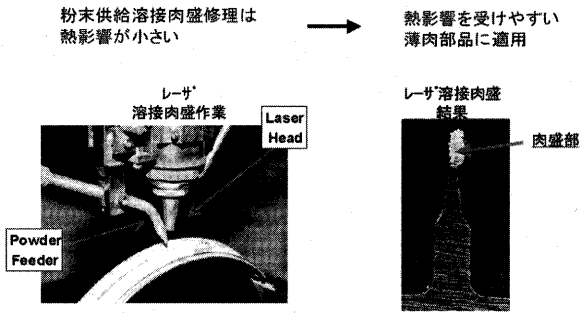 粉末供給溶接肉盛修理は
熱影響が小さい
熱影響を受けやすい
薄肉部品に適用
レーザ溶接肉盛作業
Laser
Head
Powder
Feeder
レーザ溶接肉盛
結果
肉盛部